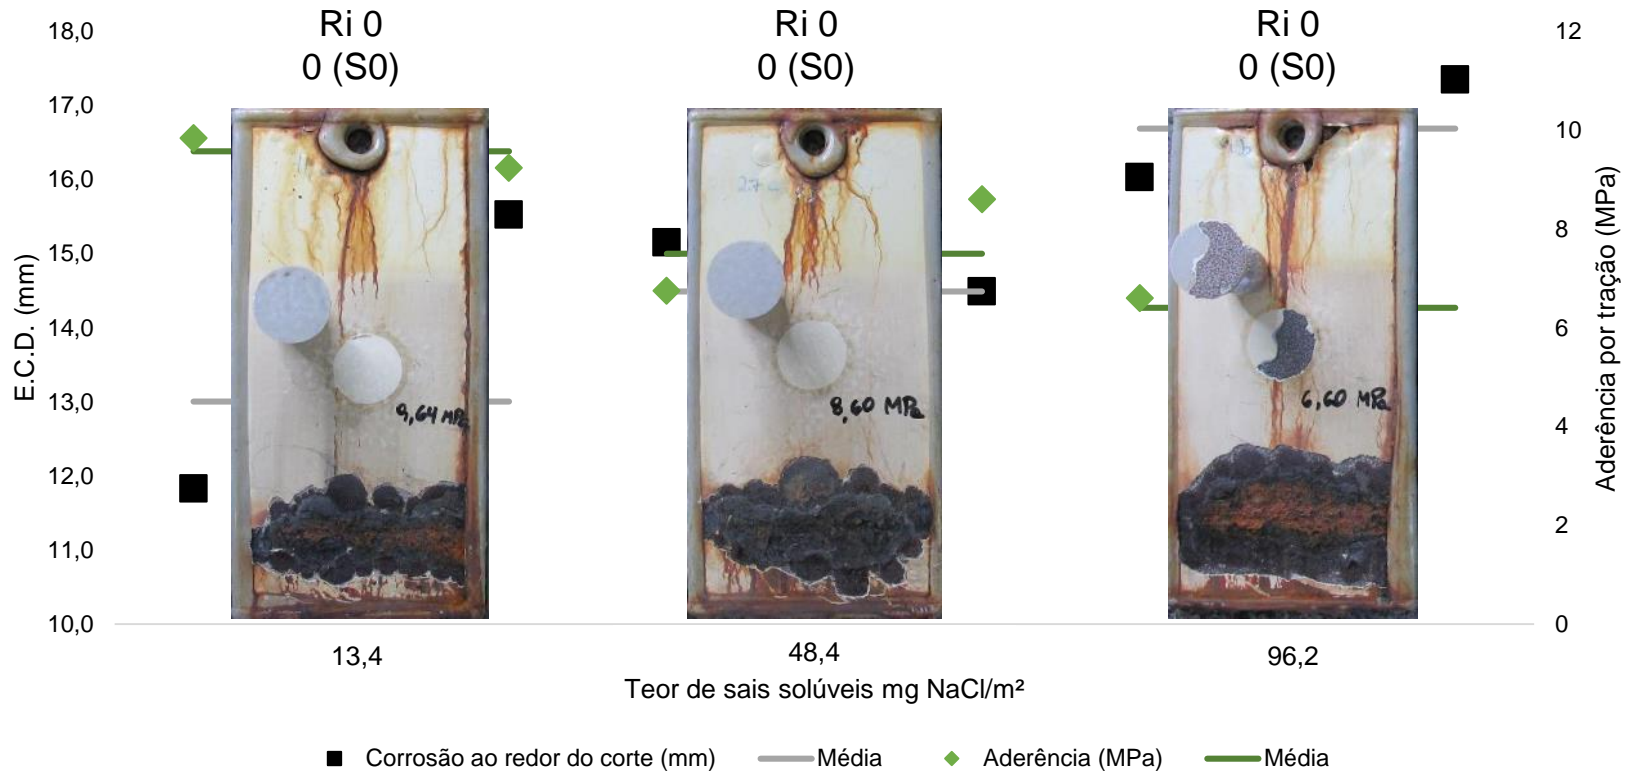 Ri 0
0 (S0)
Ri 0
0 (S0)
Ri 0
0 (S0)
18,0
17,0
16,0
15,0
14,0
13,0
12,0
11,0
10,0
E.C.D. (mm)
12
10
8
6
4
2
0
Aderência por tração (MPa)
9,64 MPa
8,60 MPa
6,60 MPa
13,4
48,4
96,2
Teor de sais solúveis mg NaCl/m²
Corrosão ao redor do corte (mm)
Média
Aderência (MPa)
Média